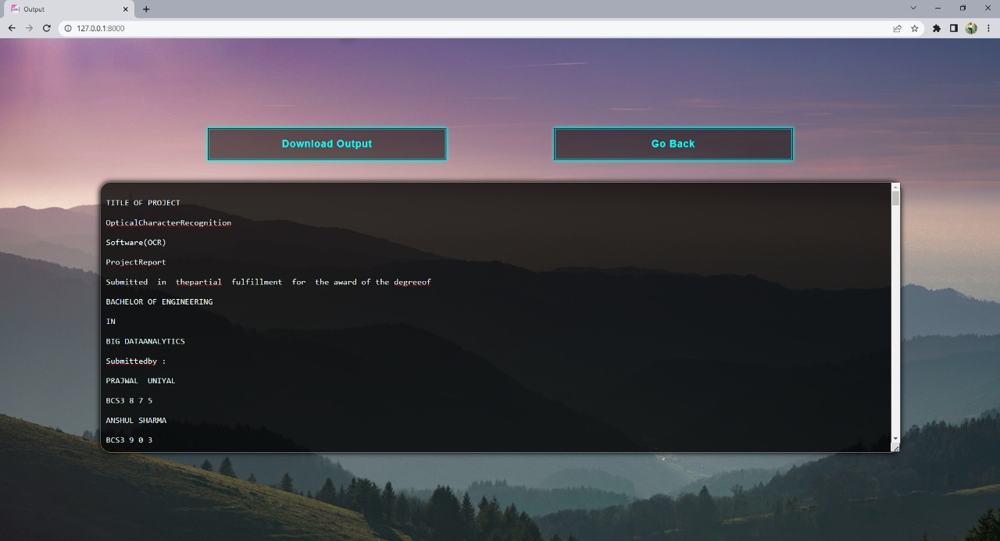 Output
127.0.0.1:8000
Download Output
Go Back
TITLE OF PROJECT
OpticalCharacterRecognition
Software(OCR)
ProjectReport
Submitted  in  thepartial  fulfillment  for  the award of the degreeof
BACHELOR OF ENGINEERING
IN
BIG DATAANALYTICS
Submittedby :
PRAJWAL  UNIYAL
BCS3 8 7 5
ANSHUL SHARMA
BCS3 9 0 3